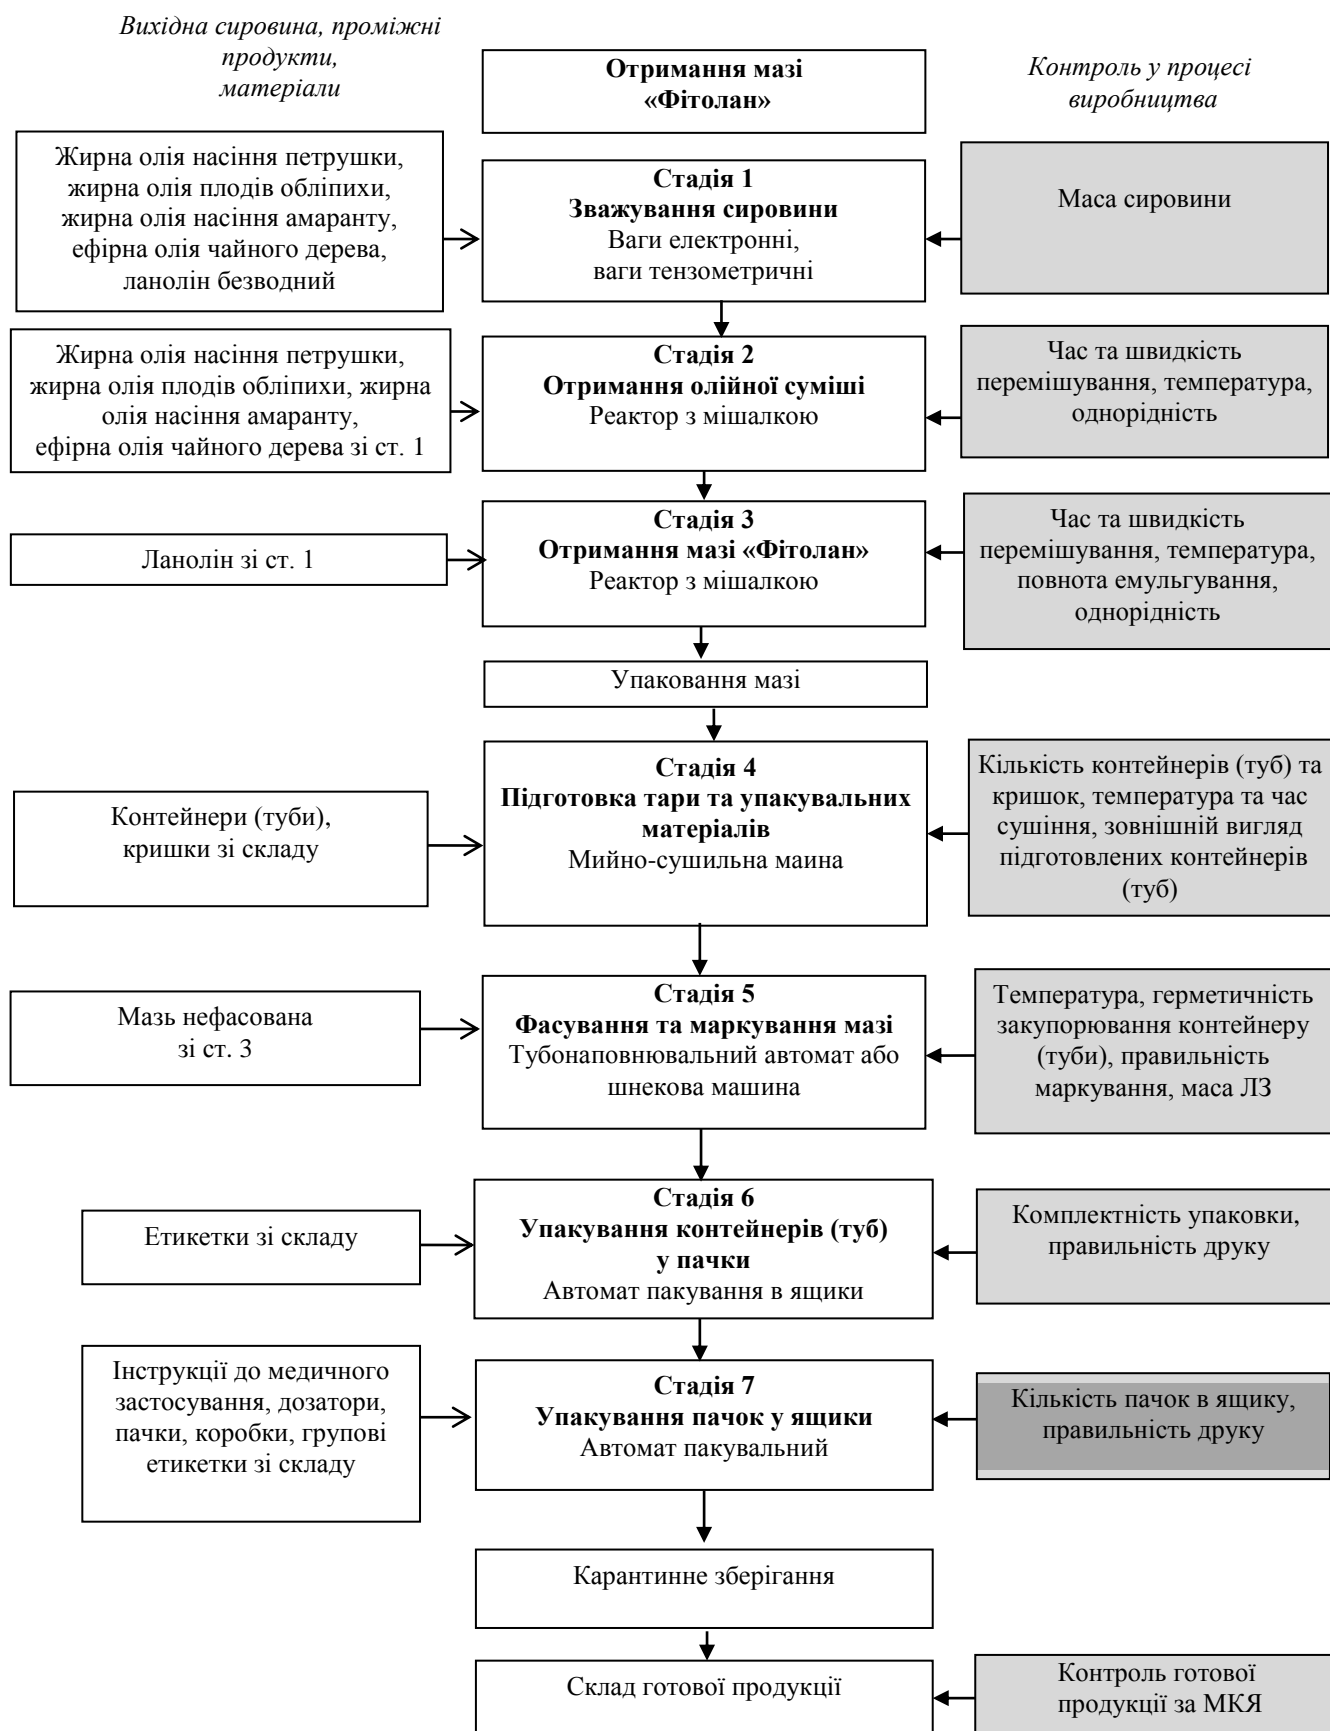 Вихідна сировина, проміжні
продукти,
матеріали
Отримання мазі
«Фітолан»
Контроль у процесі
виробництва
Жирна олія насіння петрушки,
жирна олія плодів обліпихи,
жирна олія насіння амаранту,
ефірна олія чайного дерева,
ланолін безводний
Стадія 1
Зважування сировини
Ваги електронні,
ваги тензометричні
Маса сировини
Жирна олія насіння петрушки,
жирна олія плодів обліпихи, жирна
олія насіння амаранту,
ефірна олія чайного дерева зі ст. 1
Стадія 2
Отримання олійної суміші
Реактор з мішалкою
Час та швидкість
перемішування, температура,
однорідність
Ланолін зі ст. 1
Стадія 3
Отримання мазі «Фітолан»
Реактор з мішалкою
Час та швидкість
перемішування, температура,
повнота емульгування,
однорідність
Упаковання мазі
Контейнери (туби),
кришки зі складу
Стадія 4
Підготовка тари та упакувальних
матеріалів
Мийно-сушильна маина
Кількість контейнерів (туб) та
кришок, температура та час
сушіння, зовнішній вигляд
підготовлених контейнерів
(туб)
Мазь нефасована
зі ст. 3
Стадія 5
Фасування та маркування мазі
Тубонаповнювальний автомат або
шнекова машина
Температура, герметичність
закупорювання контейнеру
(туби), правильність
маркування, маса ЛЗ
Етикетки зі складу
Стадія 6
Упакування контейнерів (туб)
у пачки
Автомат пакування в ящики
Комплектність упаковки,
правильність друку
Інструкції до медичного
застосування, дозатори,
пачки, коробки, групові
етикетки зі складу
Стадія 7
Упакування пачок у ящики
Автомат пакувальний
Кількість пачок в ящику,
правильність друку
Карантинне зберігання
Склад готової продукції
Контроль готової
продукції за МКЯ